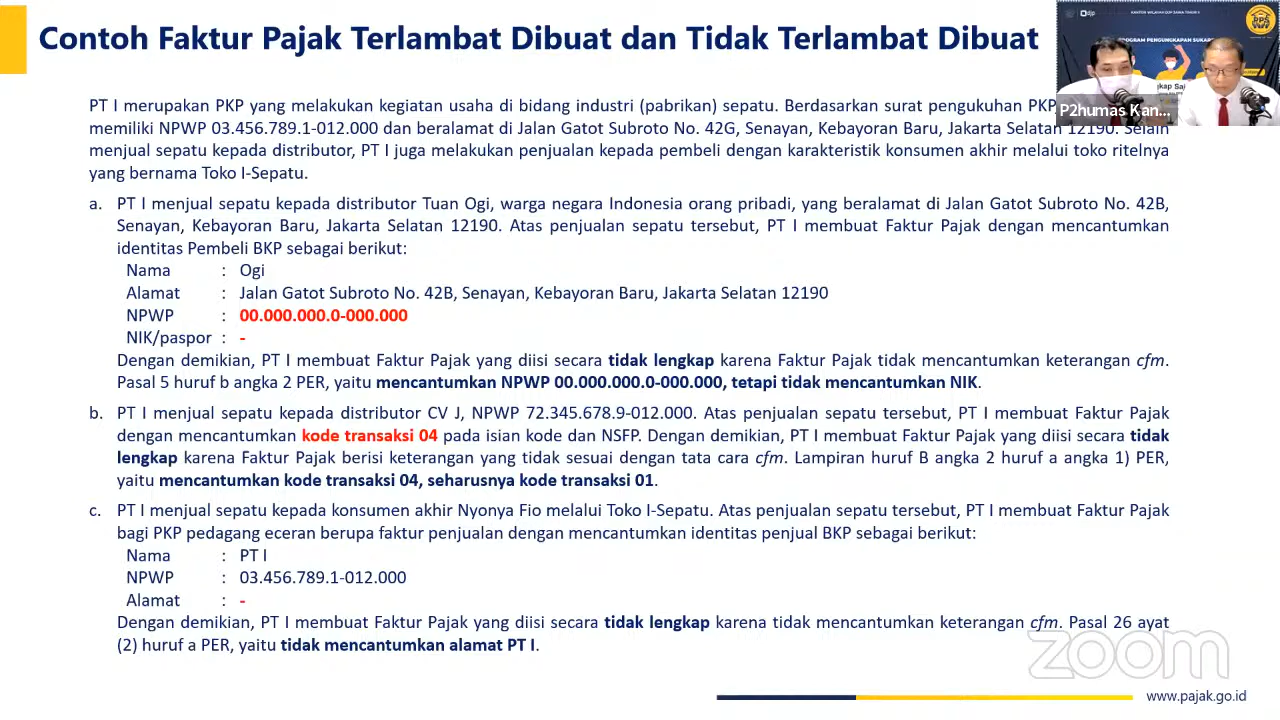 Contoh Faktur Pajak Terlambat Dibuat dan Tidak Terlambat Dibuat
PT I merupakan PKP yang melakukan kegiatan usaha di bidang industri (pabrikan) sepatu. Berdasarkan surat pengukuhan PKP,
memiliki NPWP 03.456.789.1-012.000 dan beralamat di Jalan Gatot Subroto No. 42G, Senayan, Kebayoran Baru, Jakarta Selatan 12190. Selain
menjual sepatu kepada distributor, PT I juga melakukan penjualan kepada pembeli dengan karakteristik konsumen akhir melalui toko ritelnya
yang bernama Toko I-Sepatu.
a. PT I menjual sepatu kepada distributor Tuan Ogi, warga negara Indonesia orang pribadi, yang beralamat di Jalan Gatot Subroto No. 42B,
Senayan, Kebayoran Baru, Jakarta Selatan 12190. Atas penjualan sepatu tersebut, PT I membuat Faktur Pajak dengan mencantumkan
identitas Pembeli BKP sebagai berikut:
Nama : Ogi
Alamat : Jalan Gatot Subroto No. 42B, Senayan, Kebayoran Baru, Jakarta Selatan 12190
NPWP : 00.000.000.0-000.000
NIK/paspor : -
Dengan demikian, PT I membuat Faktur Pajak yang diisi secara tidak lengkap karena Faktur Pajak tidak mencantumkan keterangan cfm.
Pasal 5 huruf b angka 2 PER, yaitu mencantumkan NPWP 00.000.000.0-000.000, tetapi tidak mencantumkan NIK.
b. PT I menjual sepatu kepada distributor CV J, NPWP 72.345.678.9-012.000. Atas penjualan sepatu tersebut, PT I membuat Faktur Pajak
dengan mencantumkan kode transaksi 04 pada isian kode dan NSFP. Dengan demikian, PT I membuat Faktur Pajak yang diisi secara tidak
lengkap karena Faktur Pajak berisi keterangan yang tidak sesuai dengan tata cara cfm. Lampiran huruf B angka 2 huruf a angka 1) PER,
yaitu mencantumkan kode transaksi 04, seharusnya kode transaksi 01.
c. PT I menjual sepatu kepada konsumen akhir Nyonya Fio melalui Toko I-Sepatu. Atas penjualan sepatu tersebut, PT I membuat Faktur Pajak
bagi PKP pedagang eceran berupa faktur penjualan dengan mencantumkan identitas penjual BKP sebagai berikut:
Nama : PT I
NPWP : 03.456.789.1-012.000
Alamat : -
Dengan demikian, PT I membuat Faktur Pajak yang diisi secara tidak lengkap karena tidak mencantumkan keterangan cfm. Pasal 26 ayat
(2) huruf a PER, yaitu tidak mencantumkan alamat PT I.
P2humas Kan...
zoom
www.pajak.go.id